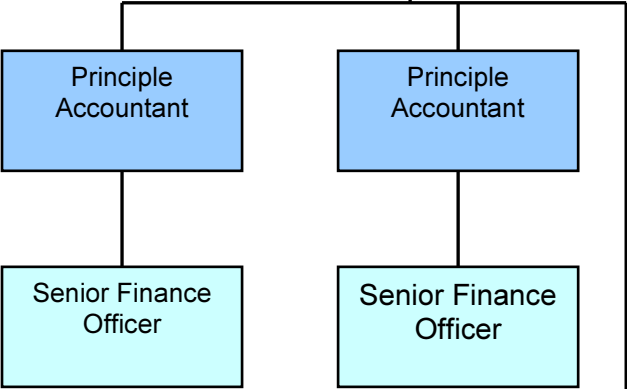 Principle
Accountant
Principle
Accountant
Senior Finance
Officer
Senior Finance
Officer